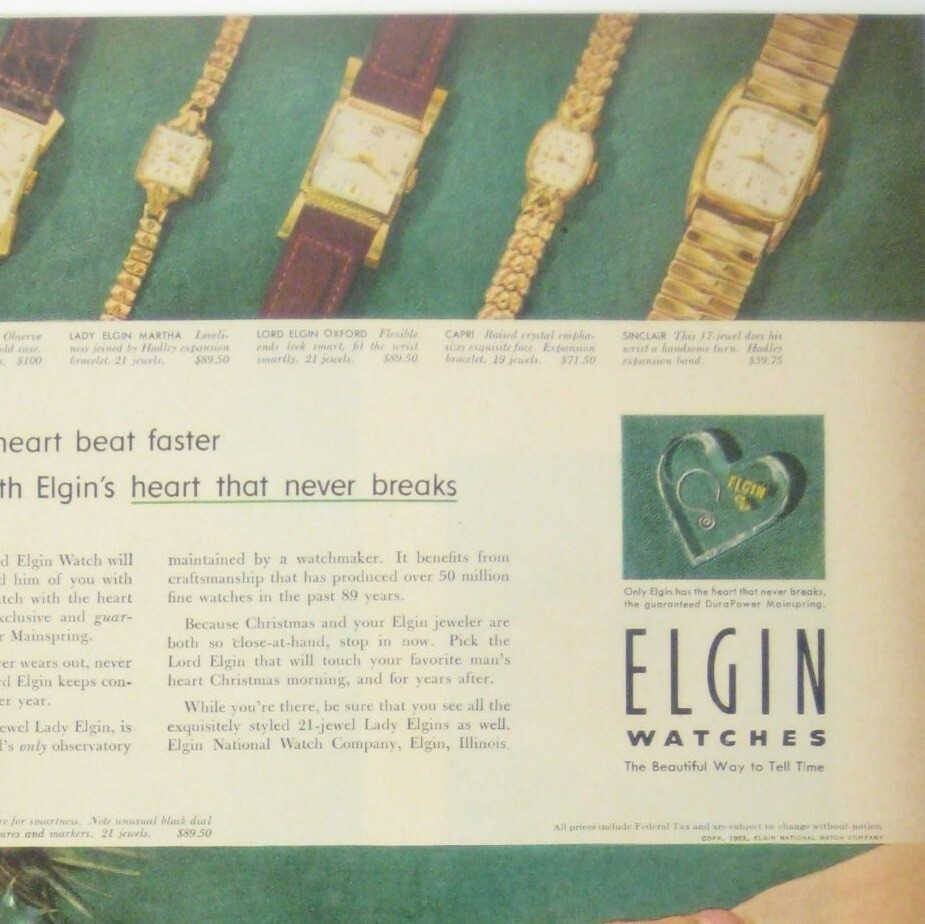 Observe
old case.
$100
LADY ELGIN MARTHA Loveli-
ness joined by Hadley expansion
bracelet. 21 jewels. $89.50
LORD ELGIN OXFORD Flexible
ends look smart, fit the wrist
smartly. 21 jewels. $89.50
CAPRI Raised crystal empha-
sizes exquisite face. Expansion
bracelet. 19 jewels. $71.50
SINCLAIR This 17-jewel does his
wrist a handsome turn. Hadley
expansion band. $59.75
heart beat faster
th Elgin's heart that never breaks
d Elgin Watch will
d him of you with
tch with the heart
xclusive and guar-
r Mainspring.
er wears out, never
rd Elgin keeps con-
er year.
ewel Lady Elgin, is
l's only observatory
maintained by a watchmaker. It benefits from
craftsmanship that has produced over 50 million
fine watches in the past 89 years.
Because Christmas and your Elgin jeweler are
both so close-at-hand, stop in now. Pick the
Lord Elgin that will touch your favorite man's
heart Christmas morning, and for years after.
While you're there, be sure that you see all the
exquisitely styled 21-jewel Lady Elgins as well.
Elgin National Watch Company, Elgin, Illinois.
ELGIN
Only Elgin has the heart that never breaks,
the guaranteed DuraPower Mainspring.
ELGIN
WATCHES
The Beautiful Way to Tell Time
re for smartness. Note unusual black dial
ures and markers. 21 jewels. $89.50
All prices include Federal Tax and are subject to change without notice.
COPR. 1953, ELGIN NATIONAL WATCH COMPANY